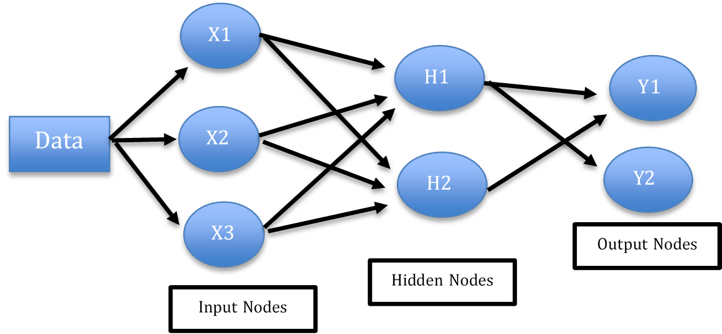 Data
X1
X2
X3
H1
H2
Y1
Y2
Input Nodes
Hidden Nodes
Output Nodes